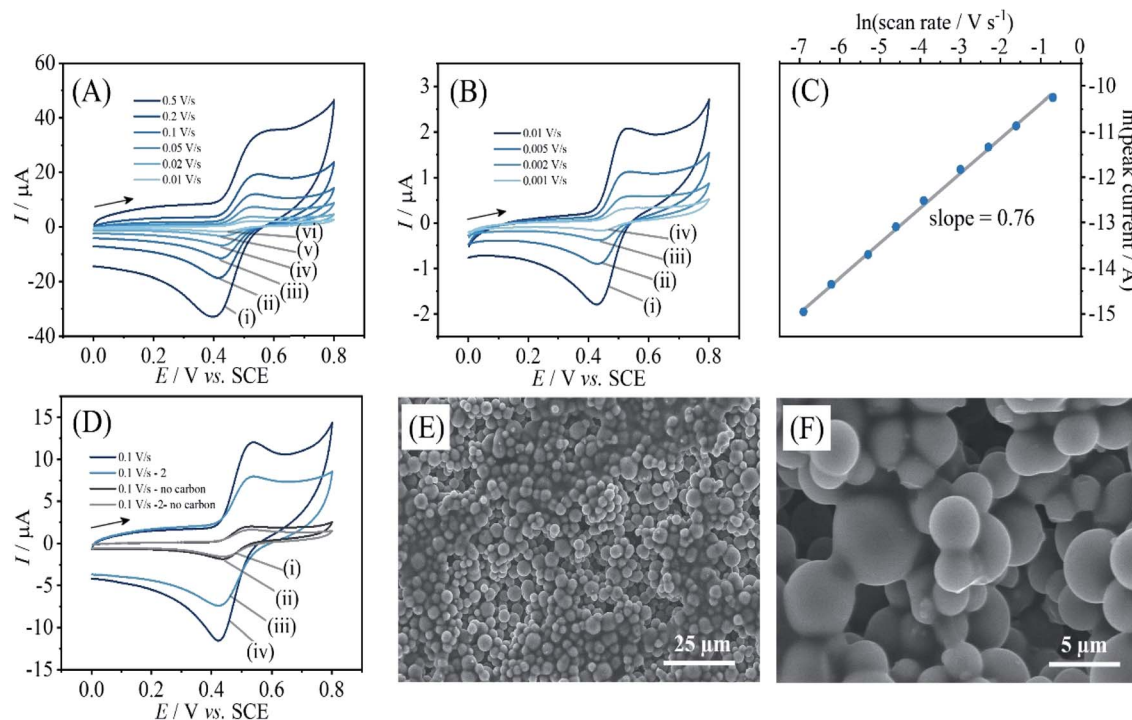 (A)
0.5 V/s
0.2 V/s
0.1 V/s
0.05 V/s
0.02 V/s
0.01 V/s
60
40
20
0
-20
-40
I / µA
(vi)
(v)
(iv)
(iii)
(ii)
(i)
0.0 0.2 0.4 0.6 0.8
E / V vs. SCE
(B)
0.01 V/s
0.005 V/s
0.002 V/s
0.001 V/s
3
2
1
0
-1
-2
I / µA
(iv)
(iii)
(ii)
(i)
0.0 0.2 0.4 0.6 0.8
E / V vs. SCE
ln(scan rate / V s-1)
-7 -6 -5 -4 -3 -2 -1 0
(C)
slope = 0.76
-10
-11
-12
-13
-14
-15
ln(peak current / A)
(D)
0.1 V/s
0.1 V/s - 2
0.1 V/s - no carbon
0.1 V/s -2- no carbon
15
10
5
0
-5
-10
-15
I / µA
(i)
(ii)
(iii)
(iv)
0.0 0.2 0.4 0.6 0.8
E / V vs. SCE
(E)
25 µm
(F)
5 µm